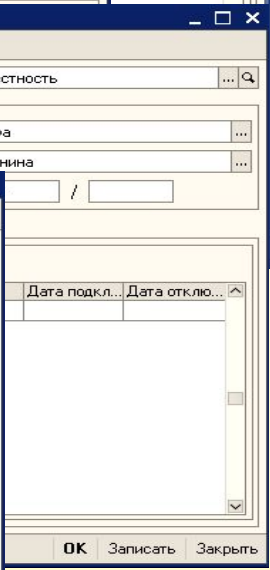 стность ...
ра ...
нина ...
/
Дата подкл... Дата отклю...
OK Записать Закрыть